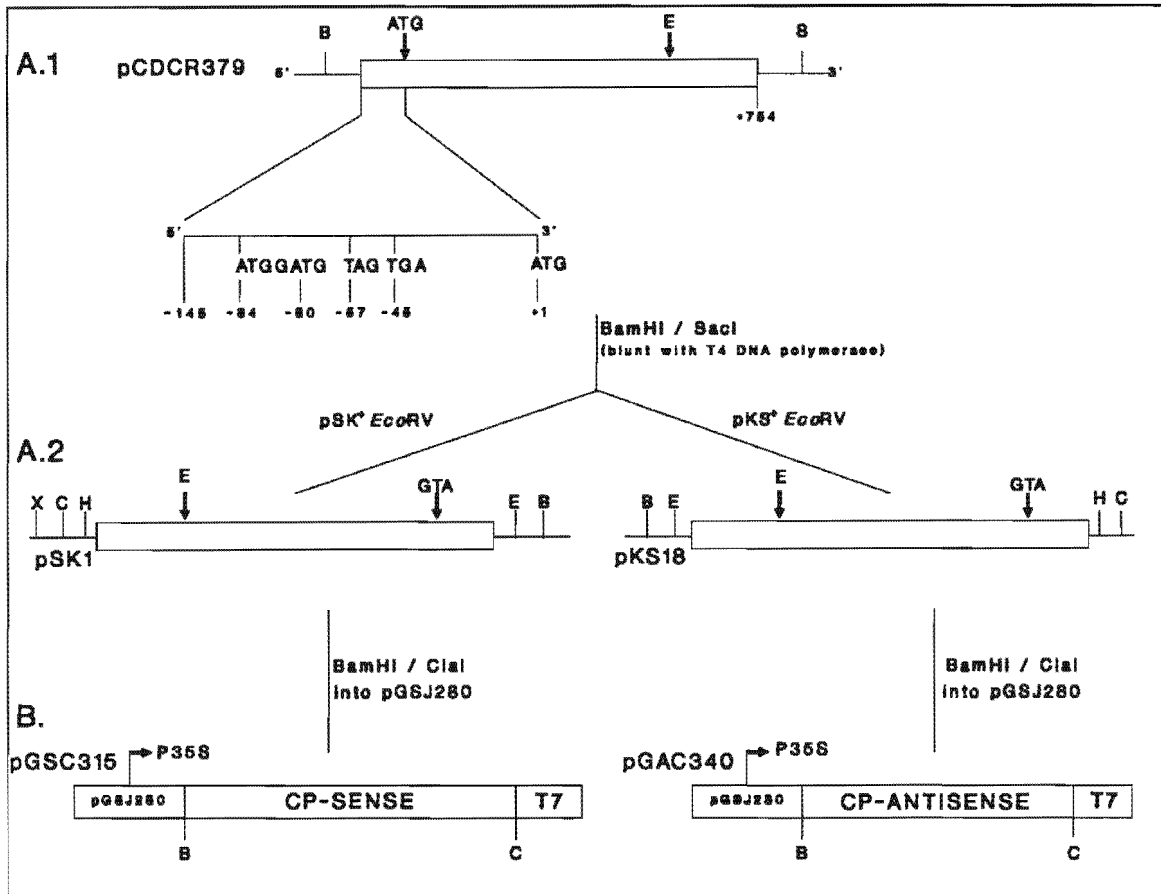 A.1
pCDCR379
B
ATG
E
S
5'
3'
+754
5'
3'
ATGGATG TAG TGA ATG
-145 -84 -80 -57 -45 +1
BamHI / SacI
(blunt with T4 DNA polymerase)
pSK+ EcoRV
pKS+ EcoRV
A.2
X C H
E
GTA
E B
pSK1
B E
E
GTA
H C
pKS18
BamHI / ClaI
into pGSJ280
BamHI / ClaI
into pGSJ280
B.
pGSC315
P35S
pGSJ280
CP-SENSE
T7
B
C
pGAC340
P35S
pGSJ280
CP-ANTISENSE
T7
B
C